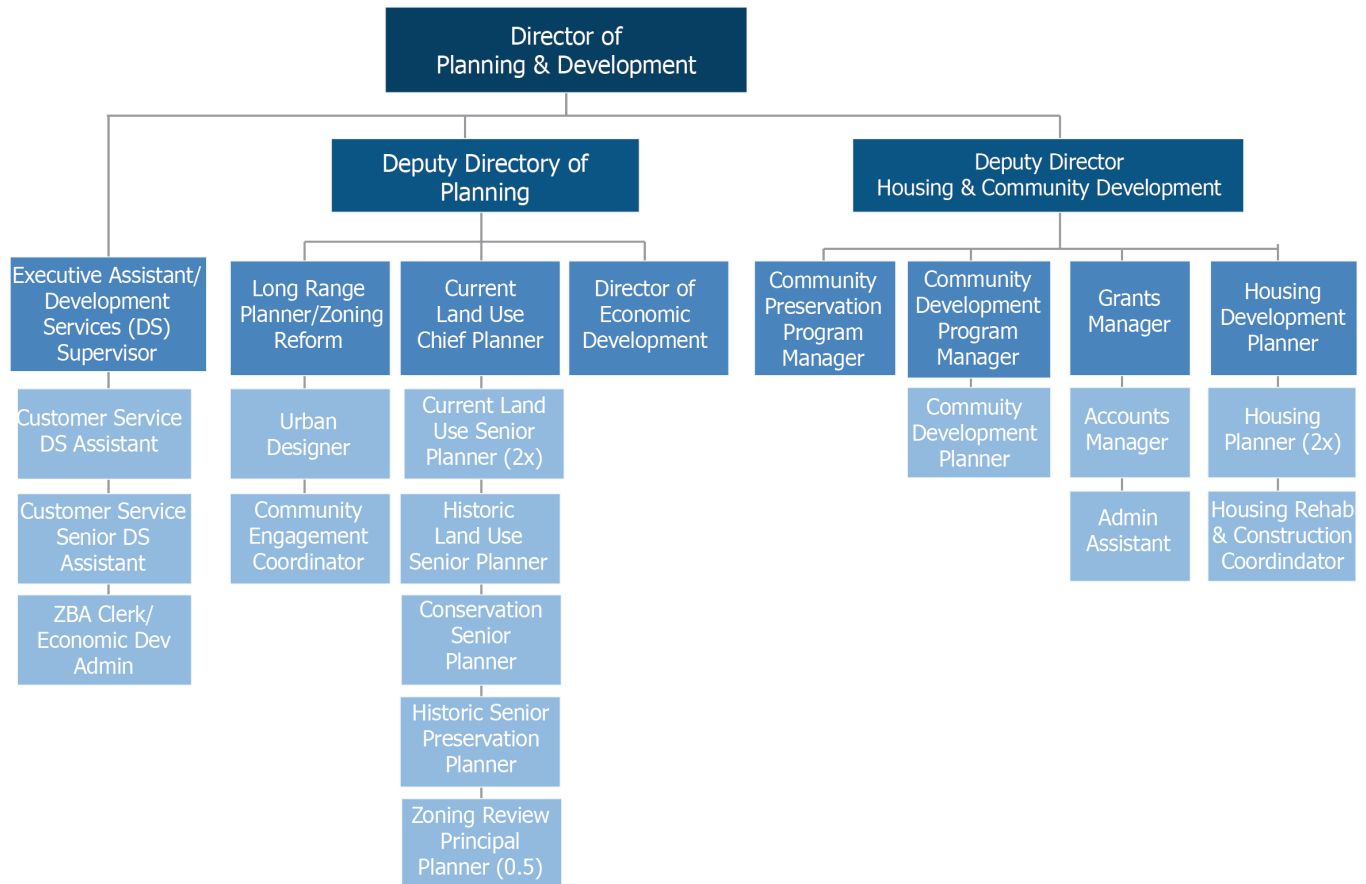 Director of
Planning & Development
Deputy Directory of
Planning
Deputy Director
Housing & Community Development
Executive Assistant/
Development
Services (DS)
Supervisor
Customer Service
DS Assistant
Customer Service
Senior DS
Assistant
ZBA Clerk/
Economic Dev
Admin
Long Range
Planner/Zoning
Reform
Urban
Designer
Community
Engagement
Coordinator
Current
Land Use
Chief Planner
Current Land
Use Senior
Planner (2x)
Historic
Land Use
Senior Planner
Conservation
Senior
Planner
Historic Senior
Preservation
Planner
Zoning Review
Principal
Planner (0.5)
Director of
Economic
Development
Community
Preservation
Program
Manager
Community
Development
Program
Manager
Commuity
Development
Planner
Grants
Manager
Accounts
Manager
Admin
Assistant
Housing
Development
Planner
Housing
Planner (2x)
Housing Rehab
& Construction
Coordindator